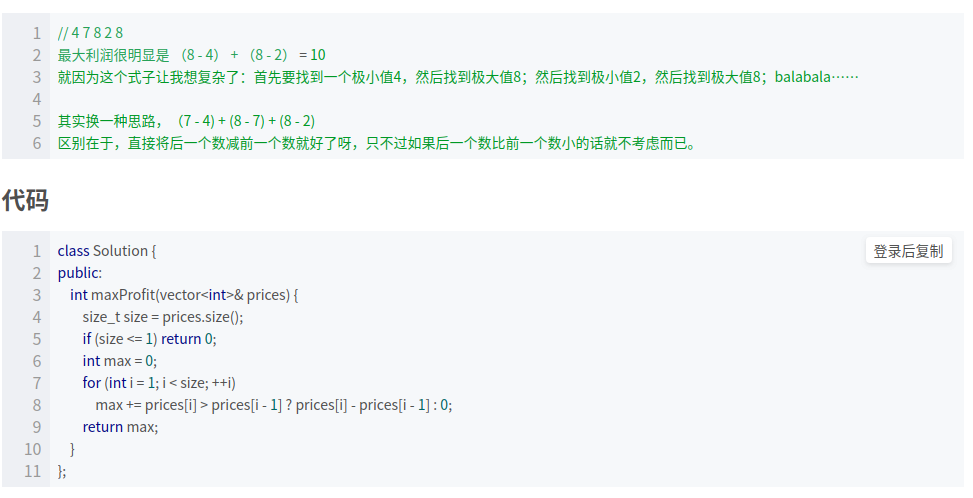 1 // 4 7 8 2 8
2 最大利润很明显是 （8 - 4） + （8 - 2） = 10
3 就因为这个式子让我想复杂了：首先要找到一个极小值4，然后找到极大值8；然后找到极小值2，然后找到极大值8；balabala……
4
5 其实换一种思路，（7 - 4) + (8 - 7) + (8 - 2)
6 区别在于，直接将后一个数减前一个数就好了呀，只不过如果后一个数比前一个数小的话就不考虑而已。
代码
登录后复制
1 class Solution {
2 public:
3     int maxProfit(vector<int>& prices) {
4         size_t size = prices.size();
5         if (size <= 1) return 0;
6         int max = 0;
7         for (int i = 1; i < size; ++i)
8             max += prices[i] > prices[i - 1] ? prices[i] - prices[i - 1] : 0;
9         return max;
10     }
11 };